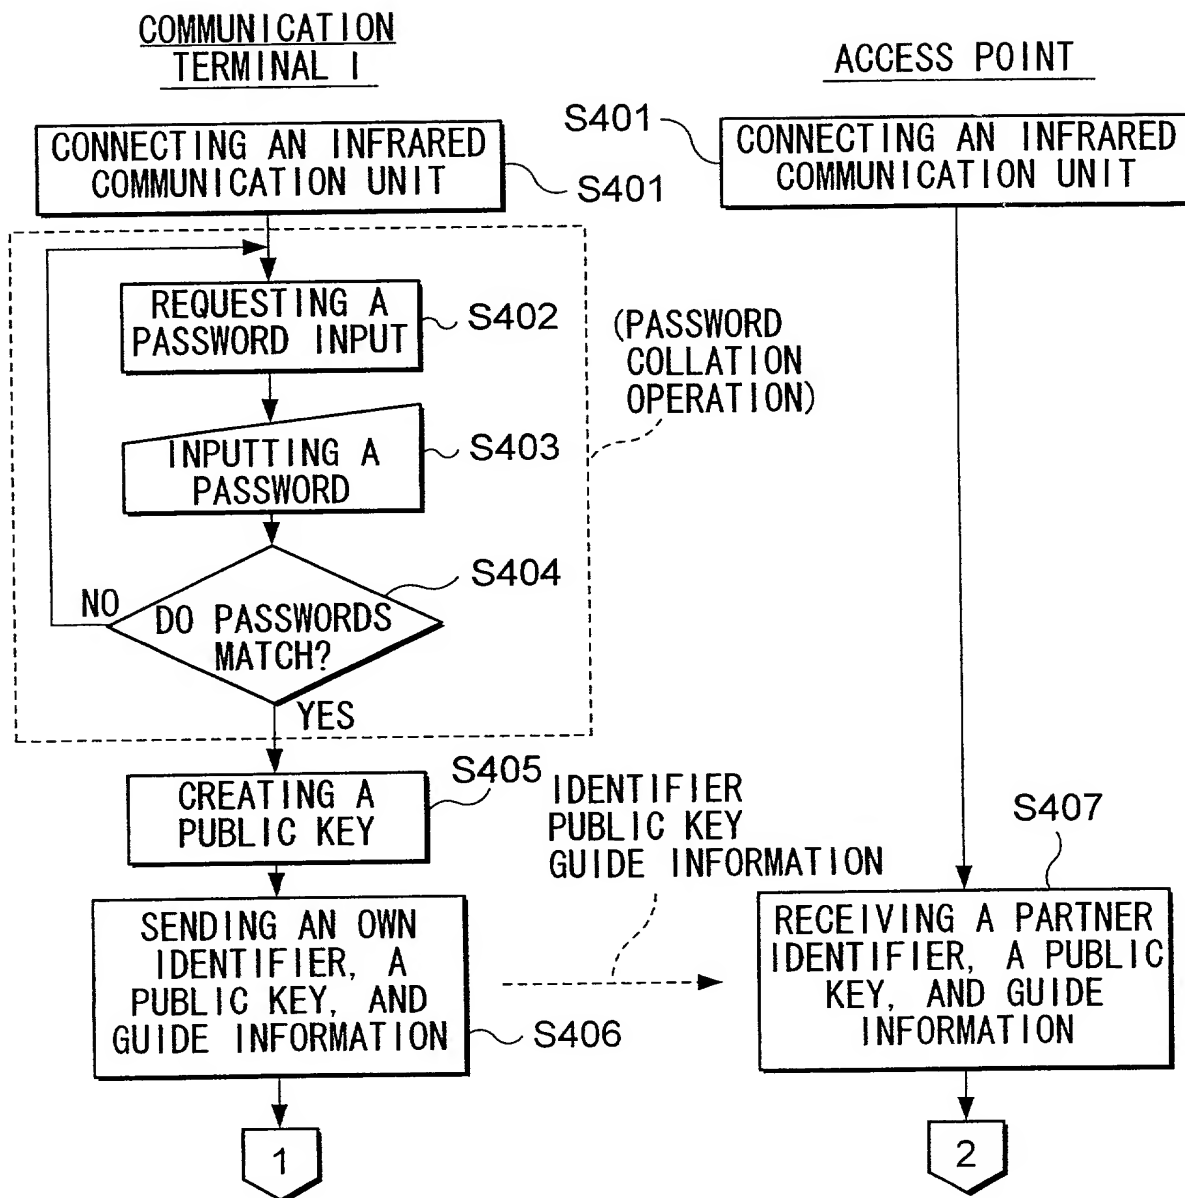 COMMUNICATION
TERMINAL 1
ACCESS POINT
CONNECTING AN INFRARED
COMMUNICATION UNIT
S401
S401
CONNECTING AN INFRARED
COMMUNICATION UNIT
REQUESTING A
PASSWORD INPUT
S402
(PASSWORD
COLLATION
OPERATION)
INPUTTING A
PASSWORD
S403
DO PASSWORDS
MATCH?
S404
NO
YES
CREATING A
PUBLIC KEY
S405
IDENTIFIER
PUBLIC KEY
GUIDE INFORMATION
S407
SENDING AN OWN
IDENTIFIER, A
PUBLIC KEY, AND
GUIDE INFORMATION
S406
RECEIVING A PARTNER
IDENTIFIER, A PUBLIC
KEY, AND GUIDE
INFORMATION
1
2